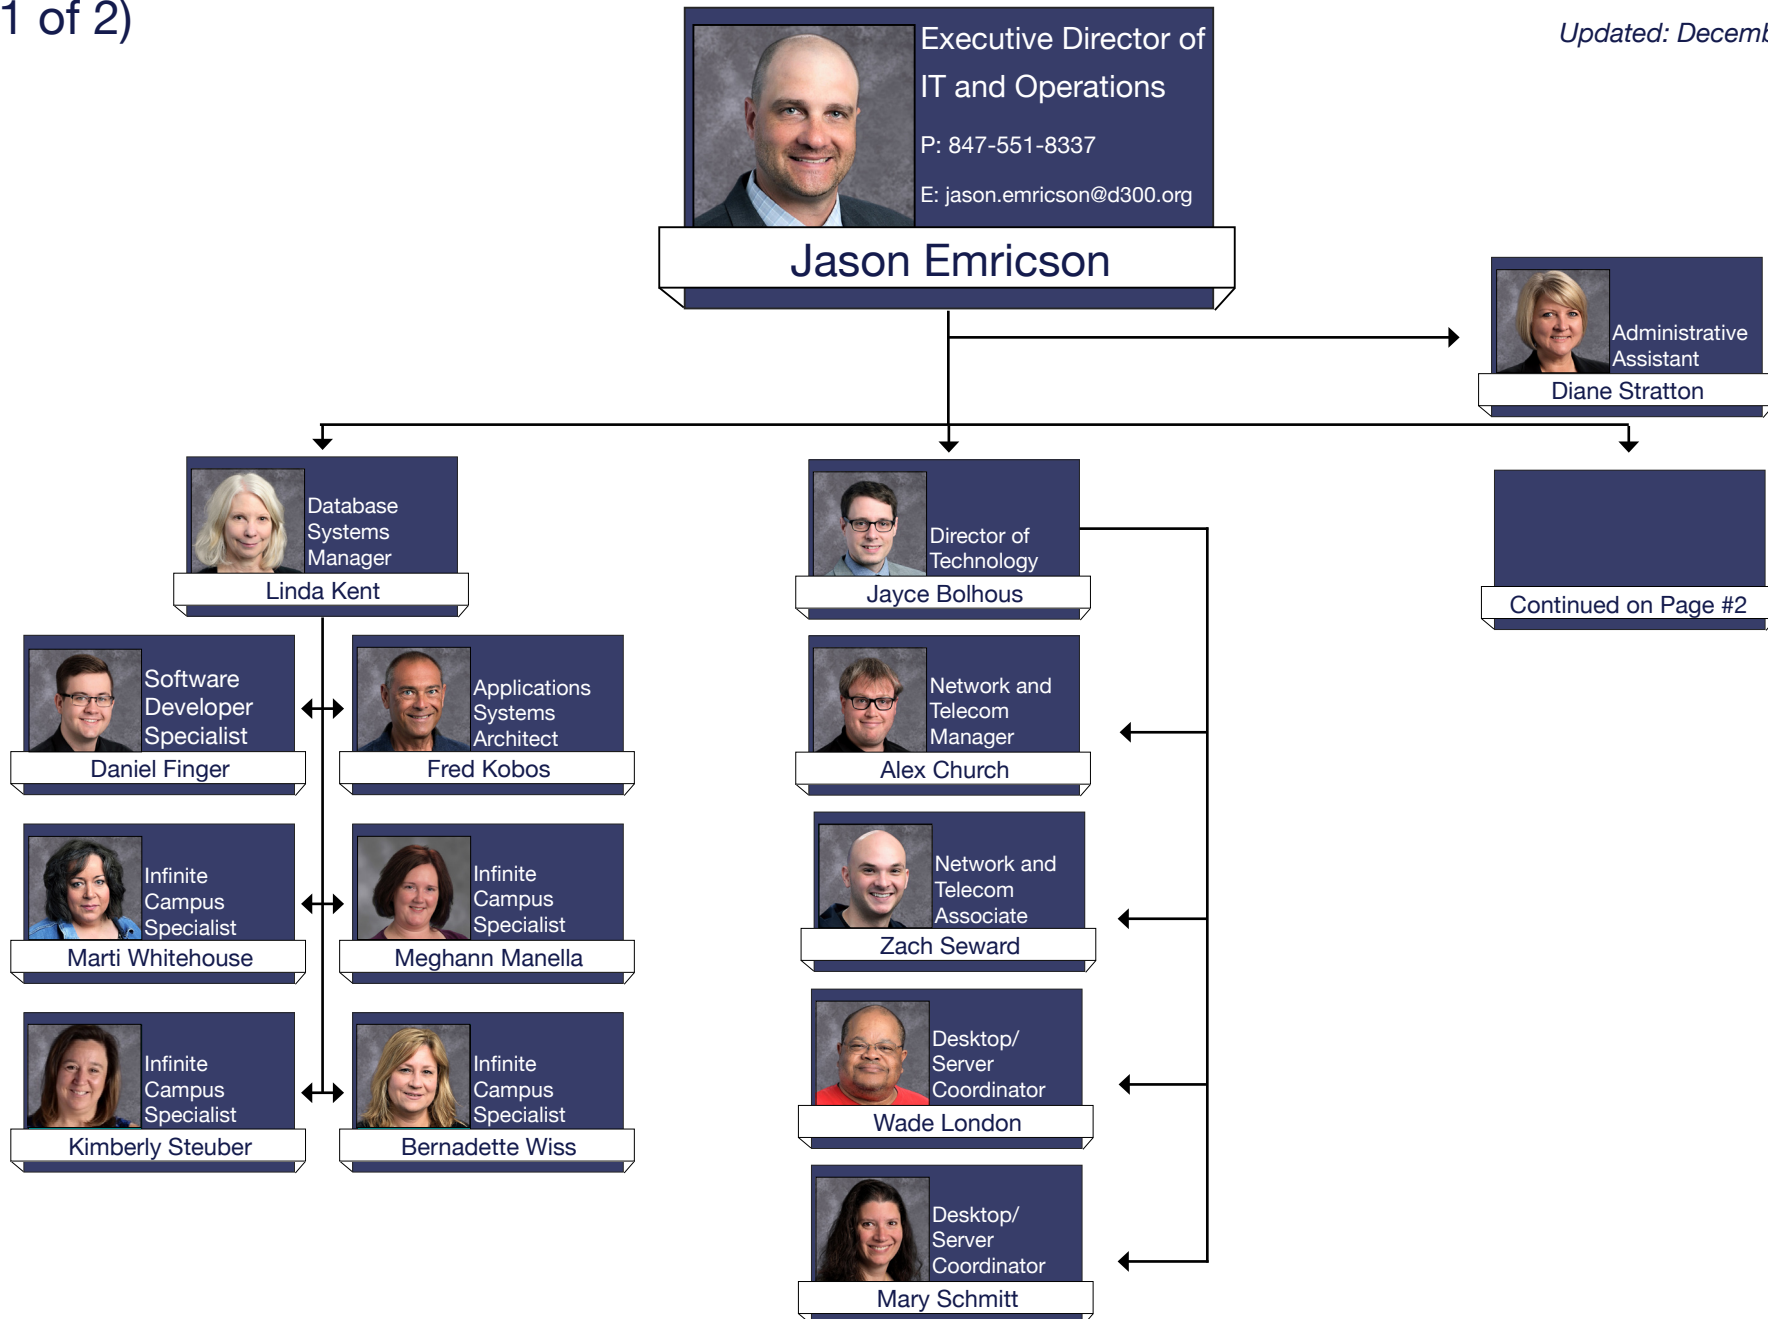 1 of 2)
Updated: Decemb
Executive Director of
IT and Operations
P: 847-551-8337
E: jason.emricson@d300.org
Jason Emricson
Administrative
Assistant
Diane Stratton
Database
Systems
Manager
Linda Kent
Director of
Technology
Jayce Bolhous
Continued on Page #2
Software
Developer
Specialist
Daniel Finger
Applications
Systems
Architect
Fred Kobos
Network and
Telecom
Manager
Alex Church
Infinite
Campus
Specialist
Marti Whitehouse
Infinite
Campus
Specialist
Meghann Manella
Network and
Telecom
Associate
Zach Seward
Infinite
Campus
Specialist
Kimberly Steuber
Infinite
Campus
Specialist
Bernadette Wiss
Desktop/
Server
Coordinator
Wade London
Desktop/
Server
Coordinator
Mary Schmitt